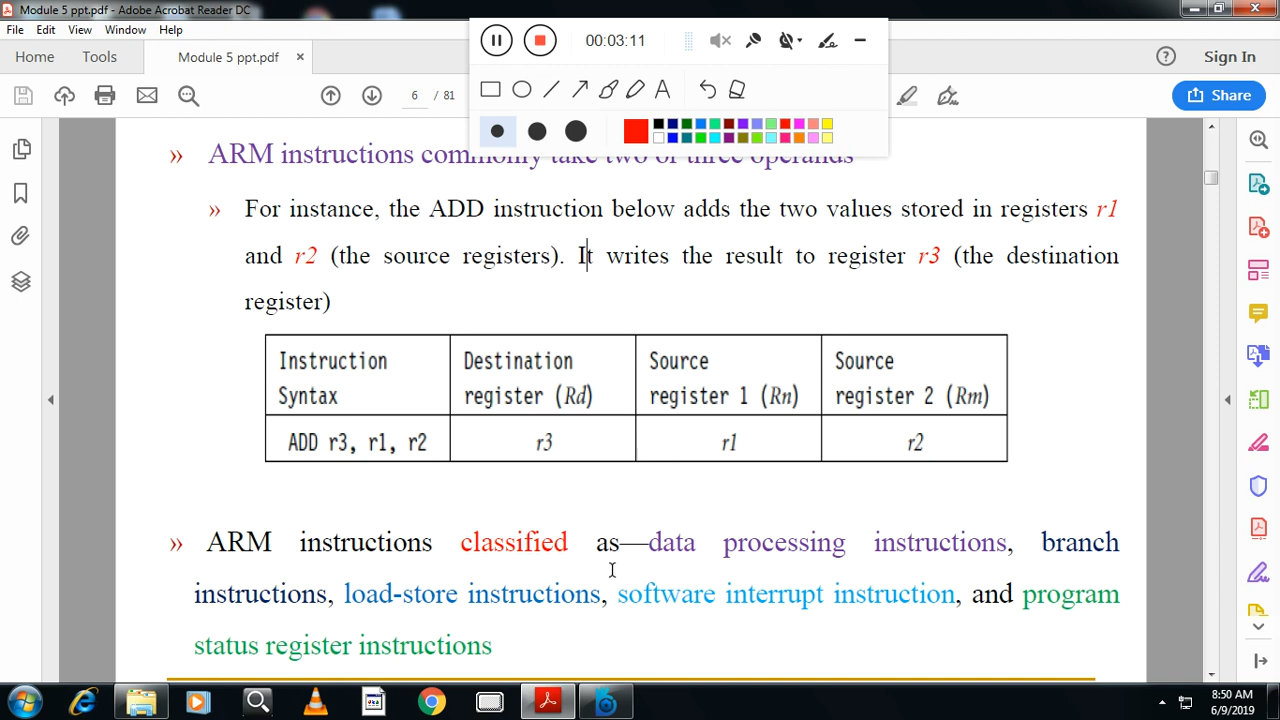 Module 5 ppt.pdf - Adobe Acrobat Reader DC
File Edit View Window Help
00:03:11
Home Tools Module 5 ppt.pdf × Sign In
6 / 81
Share
A
» ARM instructions commonly take two or three operands
» For instance, the ADD instruction below adds the two values stored in registers r1
and r2 (the source registers). It writes the result to register r3 (the destination
register)
Instruction Destination Source Source
Syntax register (Rd) register 1 (Rn) register 2 (Rm)
ADD r3, r1, r2 r3 r1 r2
» ARM instructions classified as—data processing instructions, branch
instructions, load-store instructions, software interrupt instruction, and program
status register instructions
8:50 AM
6/9/2019